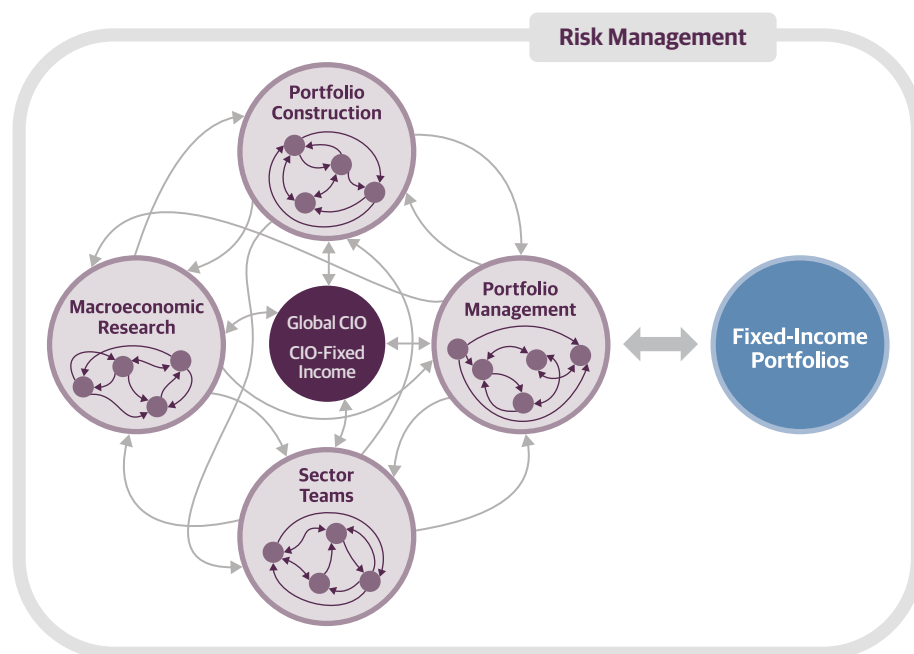 Risk Management
Portfolio
Construction
Macroeconomic
Research
Global CIO
CIO-Fixed
Income
Portfolio
Management
Fixed-Income
Portfolios
Sector
Teams